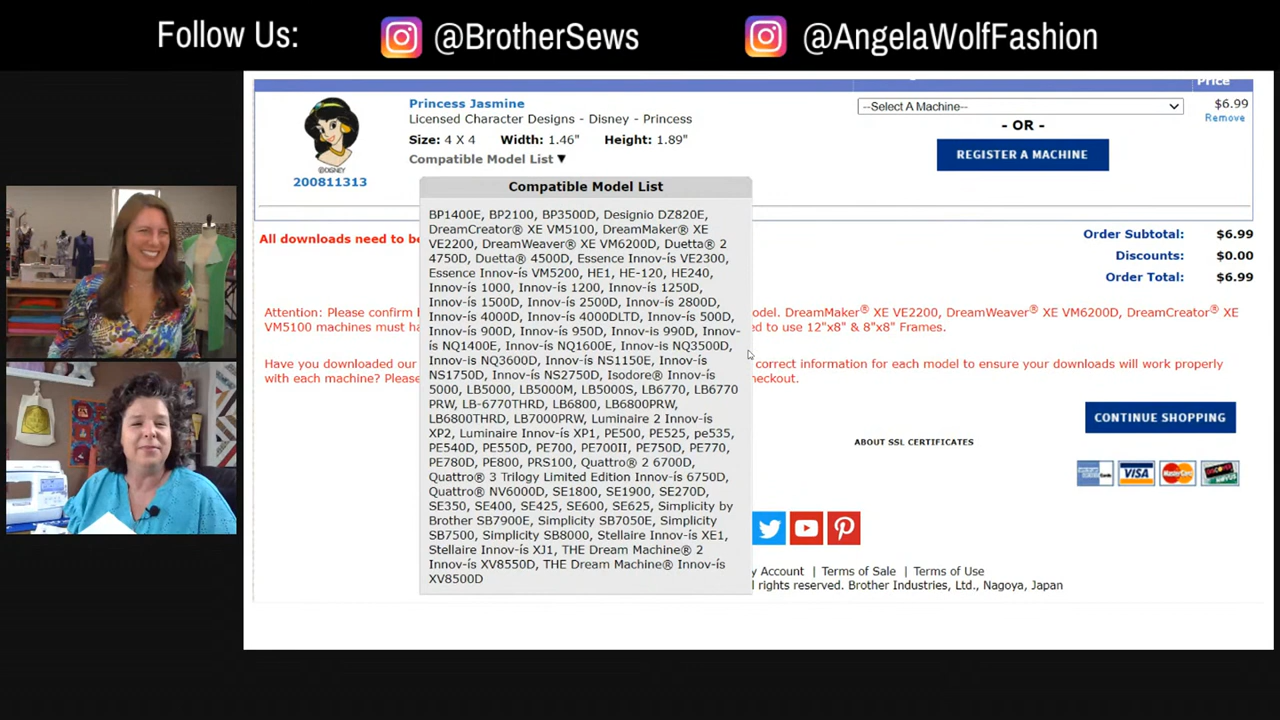 Follow Us:
@BrotherSews
@AngelaWolfFashion
Price
Princess Jasmine
Licensed Character Designs - Disney - Princess
Size: 4 X 4 Width: 1.46" Height: 1.89"
Compatible Model List ▼
©DISNEY
200811313
--Select A Machine--
- OR -
REGISTER A MACHINE
$6.99
Remove
Compatible Model List
BP1400E, BP2100, BP3500D, Designio DZ820E,
DreamCreator® XE VM5100, DreamMaker® XE
VE2200, DreamWeaver® XE VM6200D, Duetta® 2
4750D, Duetta® 4500D, Essence Innov-ís VE2300,
Essence Innov-ís VM5200, HE1, HE-120, HE240,
Innov-ís 1000, Innov-ís 1200, Innov-ís 1250D,
Innov-ís 1500D, Innov-ís 2500D, Innov-ís 2800D,
Innov-ís 4000D, Innov-ís 4000DLTD, Innov-ís 500D,
Innov-ís 900D, Innov-ís 950D, Innov-is 990D, Innov-
is NQ1400E, Innov-ís NQ1600E, Innov-ís NQ3500D,
Innov-is NQ3600D, Innov-ís NS1150E, Innov-ís
NS1750D, Innov-ís NS2750D, Isodore® Innov-ís
5000, LB5000, LB5000M, LB5000S, LB6770, LB6770
PRW, LB-6770THRD, LB6800, LB6800PRW,
LB6800THRD, LB7000PRW, Luminaire 2 Innov-ís
XP2, Luminaire Innov-ís XP1, PE500, PE525, pe535,
PE540D, PE550D, PE700, PE700II, PE750D, PE770,
PE780D, PE800, PRS100, Quattro® 2 6700D,
Quattro® 3 Trilogy Limited Edition Innov-ís 6750D,
Quattro® NV6000D, SE1800, SE1900, SE270D,
SE350, SE400, SE425, SE600, SE625, Simplicity by
Brother SB7900E, Simplicity SB7050E, Simplicity
SB7500, Simplicity SB8000, Stellaire Innov-ís XE1,
Stellaire Innov-ís XJ1, THE Dream Machine® 2
Innov-ís XV8550D, THE Dream Machine® Innov-ís
XV8500D
All downloads need to be
Order Subtotal: $6.99
Discounts: $0.00
Order Total: $6.99
Attention: Please confirm odel. DreamMaker® XE VE2200, DreamWeaver® XE VM6200D, DreamCreator® XE
VM5100 machines must ha ed to use 12"x8" & 8"x8" Frames.
Have you downloaded our correct information for each model to ensure your downloads will work properly
with each machine? Pleas heckout.
CONTINUE SHOPPING
ABOUT SSL CERTIFICATES
VISA
MasterCard
y Account | Terms of Sale | Terms of Use
l rights reserved. Brother Industries, Ltd., Nagoya, Japan